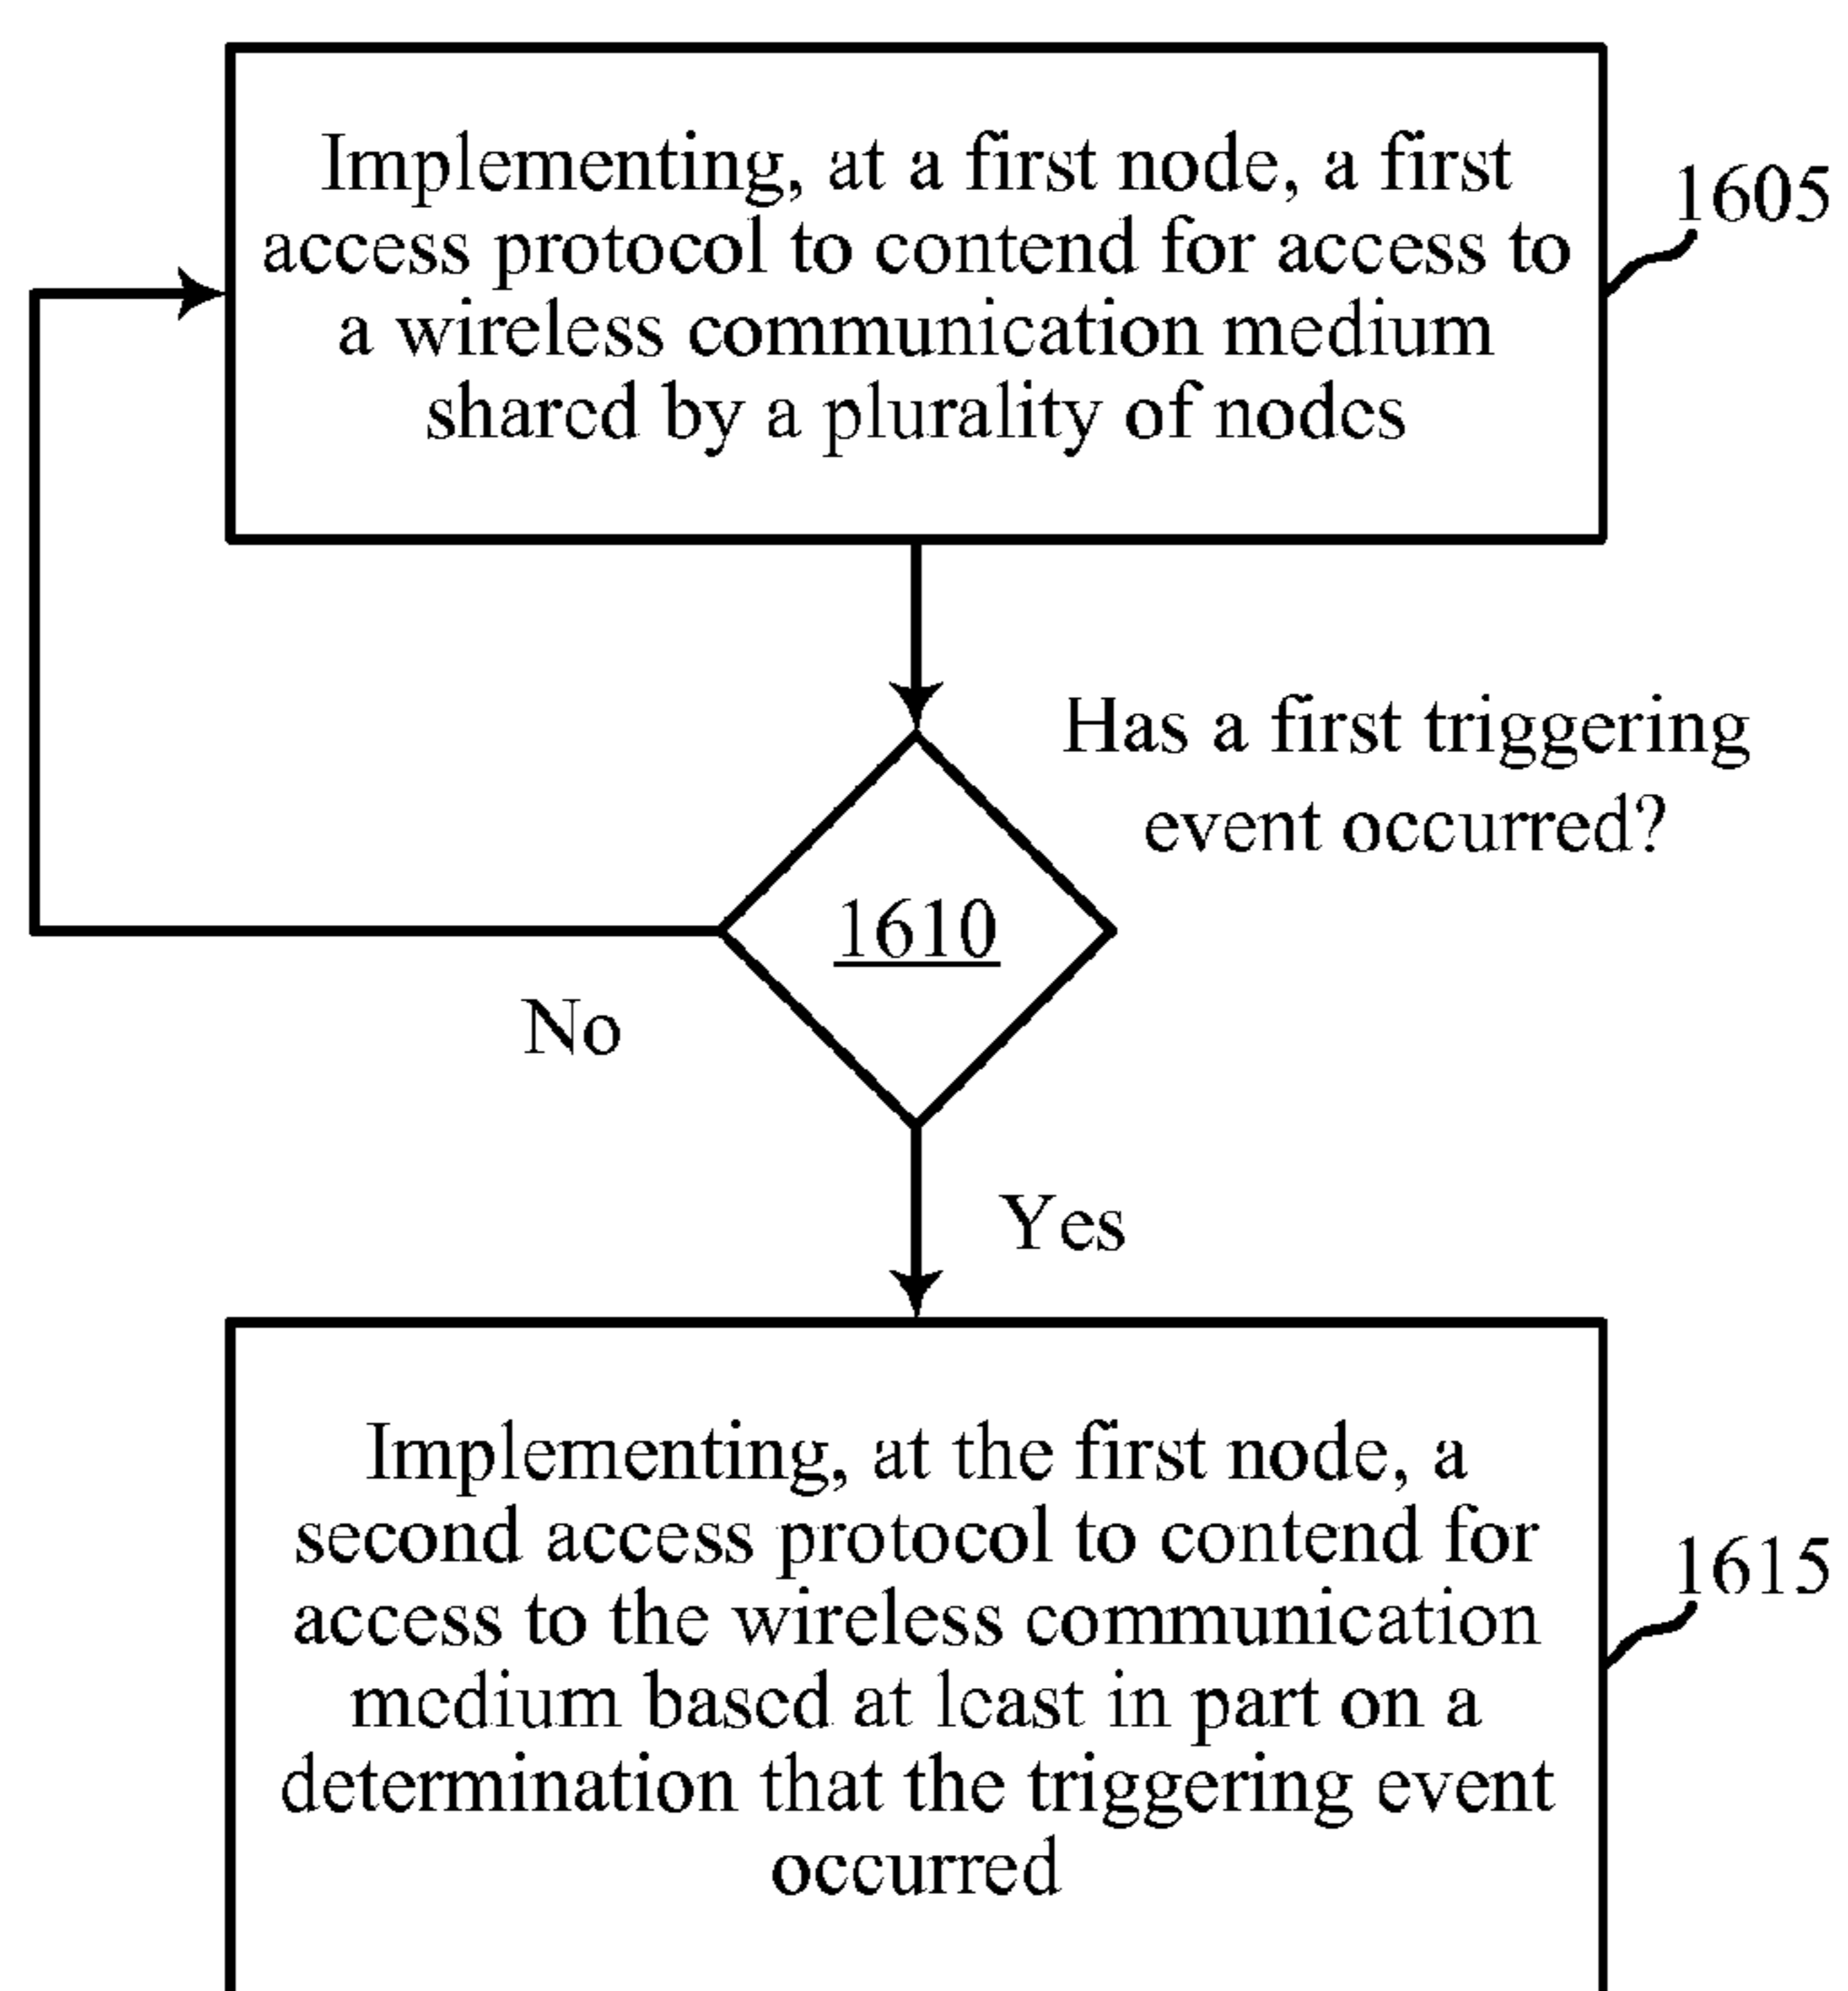 Implementing, at a first node, a first
access protocol to contend for access to
a wireless communication medium
shared by a plurality of nodes
1605
Has a first triggering
event occurred?
1610
No
Yes
Implementing, at the first node, a
second access protocol to contend for
access to the wireless communication
medium based at least in part on a
determination that the triggering event
occurred
1615